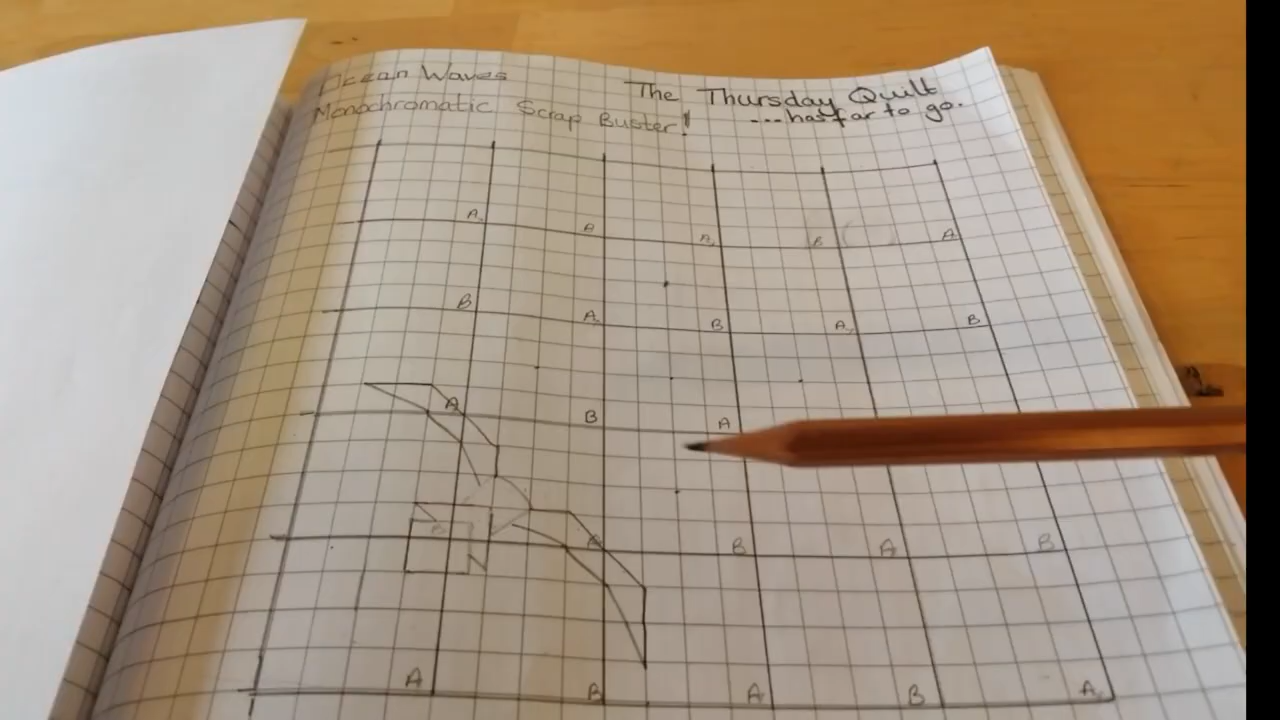 Ocean Waves
Monochromatic Scrap Buster!
The Thursday Quilt
...has far to go.
A A B A
B A B A B
A B A
A B A B
A B A B A